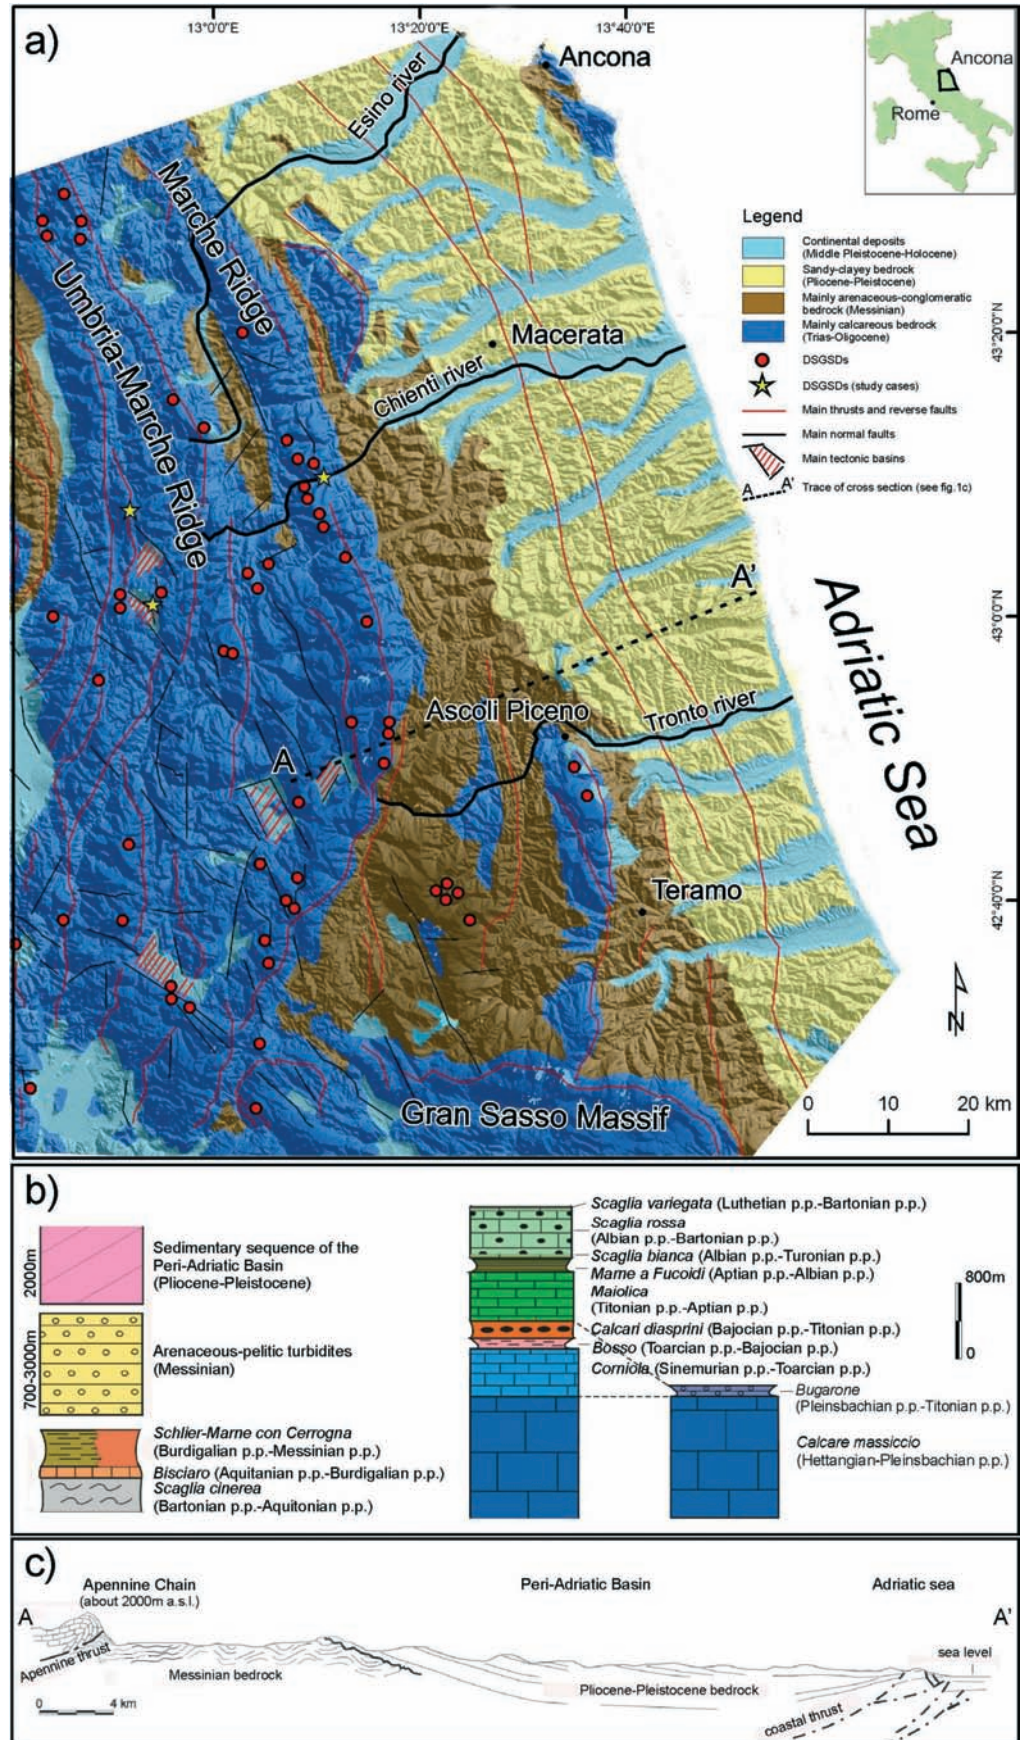 a)
13°0'0"E
13°20'0"E
13°40'0"E
Ancona
Esino river
Ancona
Rome
Marche Ridge
Umbria-Marche Ridge
Legend
Continental deposits
(Middle Pleistocene-Holocene)
Sandy-clayey bedrock
(Pliocene-Pleistocene)
Mainly arenaceous-conglomeratic
bedrock (Messinian)
Mainly calcareous bedrock
(Trias-Oligocene)
DSGSDs
DSGSDs (study cases)
Main thrusts and reverse faults
Main normal faults
Main tectonic basins
A A' Trace of cross section (see fig.1c)
Macerata
Chienti river
43°20'0"N
43°0'0"N
42°40'0"N
A'
Adriatic Sea
Ascoli Piceno
Tronto river
A
Teramo
N
Gran Sasso Massif
0 10 20 km
b)
2000m
Sedimentary sequence of the
Peri-Adriatic Basin
(Pliocene-Pleistocene)
700-3000m
Arenaceous-pelitic turbidites
(Messinian)
Schlier-Marne con Cerrogna
(Burdigalian p.p.-Messinian p.p.)
Bisciaro (Aquitanian p.p.-Burdigalian p.p.)
Scaglia cinerea
(Bartonian p.p.-Aquitonian p.p.)
Scaglia variegata (Luthetian p.p.-Bartonian p.p.)
Scaglia rossa
(Albian p.p.-Bartonian p.p.)
Scaglia bianca (Albian p.p.-Turonian p.p.)
Marne a Fucoidi (Aptian p.p.-Albian p.p.)
Maiolica
(Titonian p.p.-Aptian p.p.)
Calcari diasprini (Bajocian p.p.-Titonian p.p.)
Bosso (Toarcian p.p.-Bajocian p.p.)
Corniola (Sinemurian p.p.-Toarcian p.p.)
Bugarone
(Pleinsbachian p.p.-Titonian p.p.)
Calcare massiccio
(Hettangian-Pleinsbachian p.p.)
800m
0
c)
Apennine Chain
(about 2000m a.s.l.)
Peri-Adriatic Basin
Adriatic sea
A
A'
Apennine thrust
Messinian bedrock
Pliocene-Pleistocene bedrock
sea level
coastal thrust
0 4 km